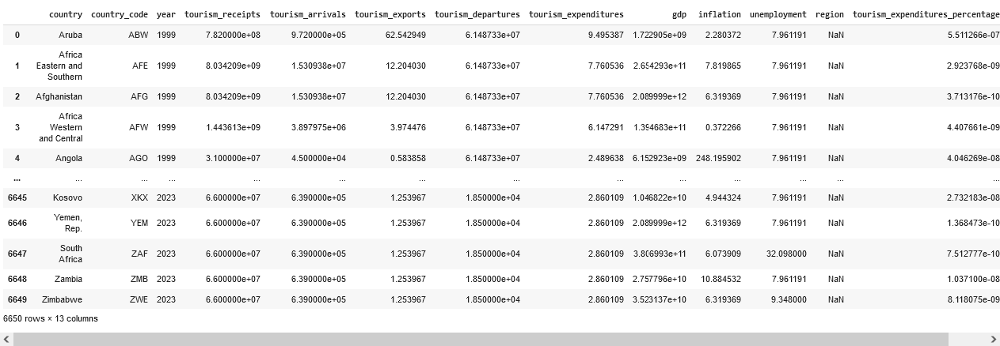 country country_code year tourism_receipts tourism_arrivals tourism_exports tourism_departures tourism_expenditures gdp inflation unemployment region tourism_expenditures_percentage
0 Aruba ABW 1999 7.820000e+08 9.720000e+05 62.542949 6.148733e+07 9.495387 1.722905e+09 2.280372 7.961191 NaN 5.511266e-07
Africa
1 Eastern and AFE 1999 8.034209e+09 1.530938e+07 12.204030 6.148733e+07 7.760536 2.654293e+11 7.819865 7.961191 NaN 2.923768e-09
Southern
2 Afghanistan AFG 1999 8.034209e+09 1.530938e+07 12.204030 6.148733e+07 7.760536 2.089999e+12 6.319369 7.961191 NaN 3.713176e-10
Africa
3 Western AFW 1999 1.443613e+09 3.897975e+06 3.974476 6.148733e+07 6.147291 1.394683e+11 0.372266 7.961191 NaN 4.407661e-09
and Central
4 Angola AGO 1999 3.100000e+07 4.500000e+04 0.583858 6.148733e+07 2.489638 6.152923e+09 248.195902 7.961191 NaN 4.046269e-08
... ... ... ... ... ... ... ... ... ... ... ... ... ...
6645 Kosovo XKX 2023 6.600000e+07 6.390000e+05 1.253967 1.850000e+04 2.860109 1.046822e+10 4.944324 7.961191 NaN 2.732183e-08
6646 Yemen, Rep. YEM 2023 6.600000e+07 6.390000e+05 1.253967 1.850000e+04 2.860109 2.089999e+12 6.319369 7.961191 NaN 1.368473e-10
6647 South Africa ZAF 2023 6.600000e+07 6.390000e+05 1.253967 1.850000e+04 2.860109 3.806993e+11 6.073909 32.098000 NaN 7.512777e-10
6648 Zambia ZMB 2023 6.600000e+07 6.390000e+05 1.253967 1.850000e+04 2.860109 2.757796e+10 10.884532 7.961191 NaN 1.037100e-08
6649 Zimbabwe ZWE 2023 6.600000e+07 6.390000e+05 1.253967 1.850000e+04 2.860109 3.523137e+10 6.319369 9.348000 NaN 8.118075e-09
6650 rows × 13 columns